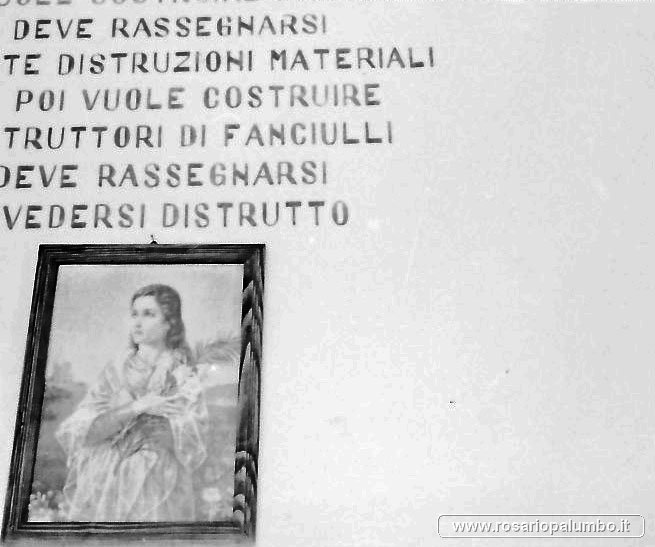 DEVE RASSEGNARSI
TE DISTRUZIONI MATERIALI
POI VUOLE COSTRUIRE
TRUTTORI DI FANCIULLI
DEVE RASSEGNARSI
VEDERSI DISTRUTTO
www.rosariopalumbo.it